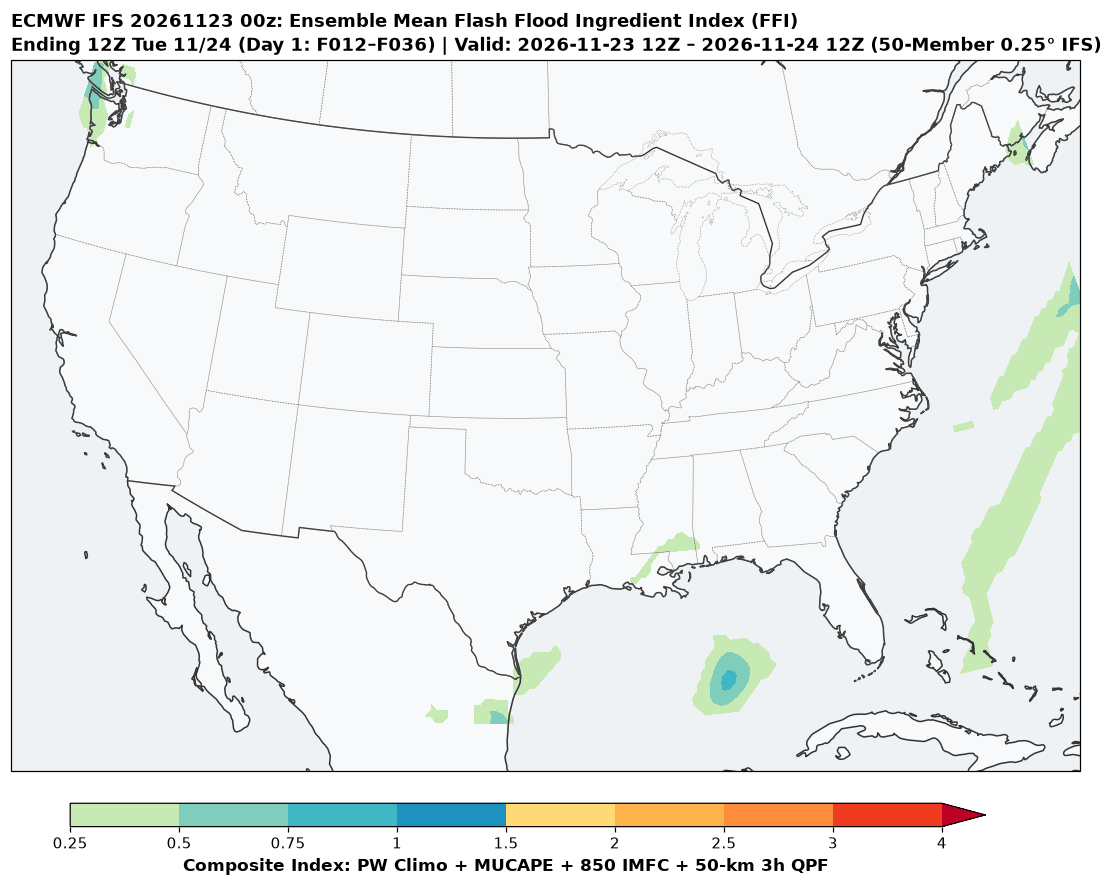 ECMWF IFS 20261123 00z: Ensemble Mean Flash Flood Ingredient Index (FFI)
Ending 12Z Tue 11/24 (Day 1: F012–F036) | Valid: 2026-11-23 12Z – 2026-11-24 12Z (50-Member 0.25° IFS)
0.25 0.5 0.75 1 1.5 2 2.5 3 4
Composite Index: PW Climo + MUCAPE + 850 IMFC + 50-km 3h QPF